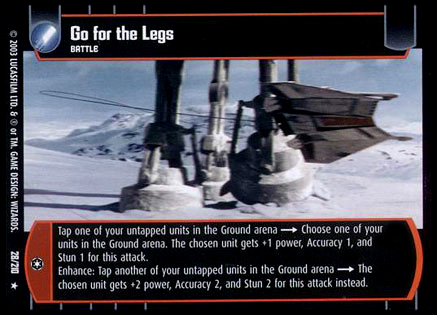 Go for the Legs
BATTLE
Tap one of your untapped units in the Ground arena → Choose one of your
units in the Ground arena. The chosen unit gets +1 power, Accuracy 1, and
Stun 1 for this attack.
Enhance: Tap another of your untapped units in the Ground arena → The
chosen unit gets +2 power, Accuracy 2, and Stun 2 for this attack instead.
© 2003 LUCASFILM LTD. & ® or TM. GAME DESIGN: WIZARDS.
28/210